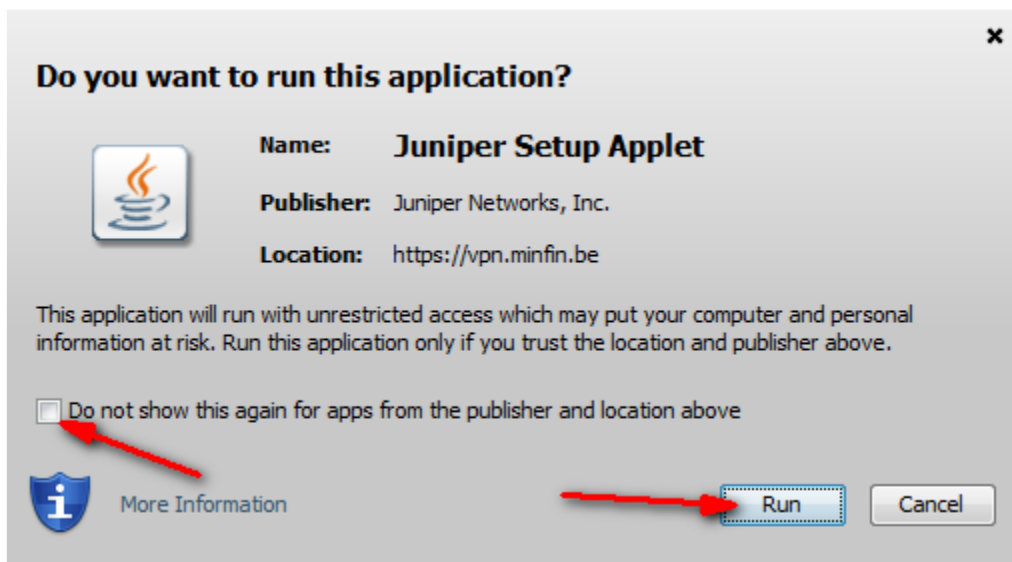 Do you want to run this application?
Name: Juniper Setup Applet
Publisher: Juniper Networks, Inc.
Location: https://vpn.minfin.be
This application will run with unrestricted access which may put your computer and personal
information at risk. Run this application only if you trust the location and publisher above.
Do not show this again for apps from the publisher and location above
More Information
Run
Cancel